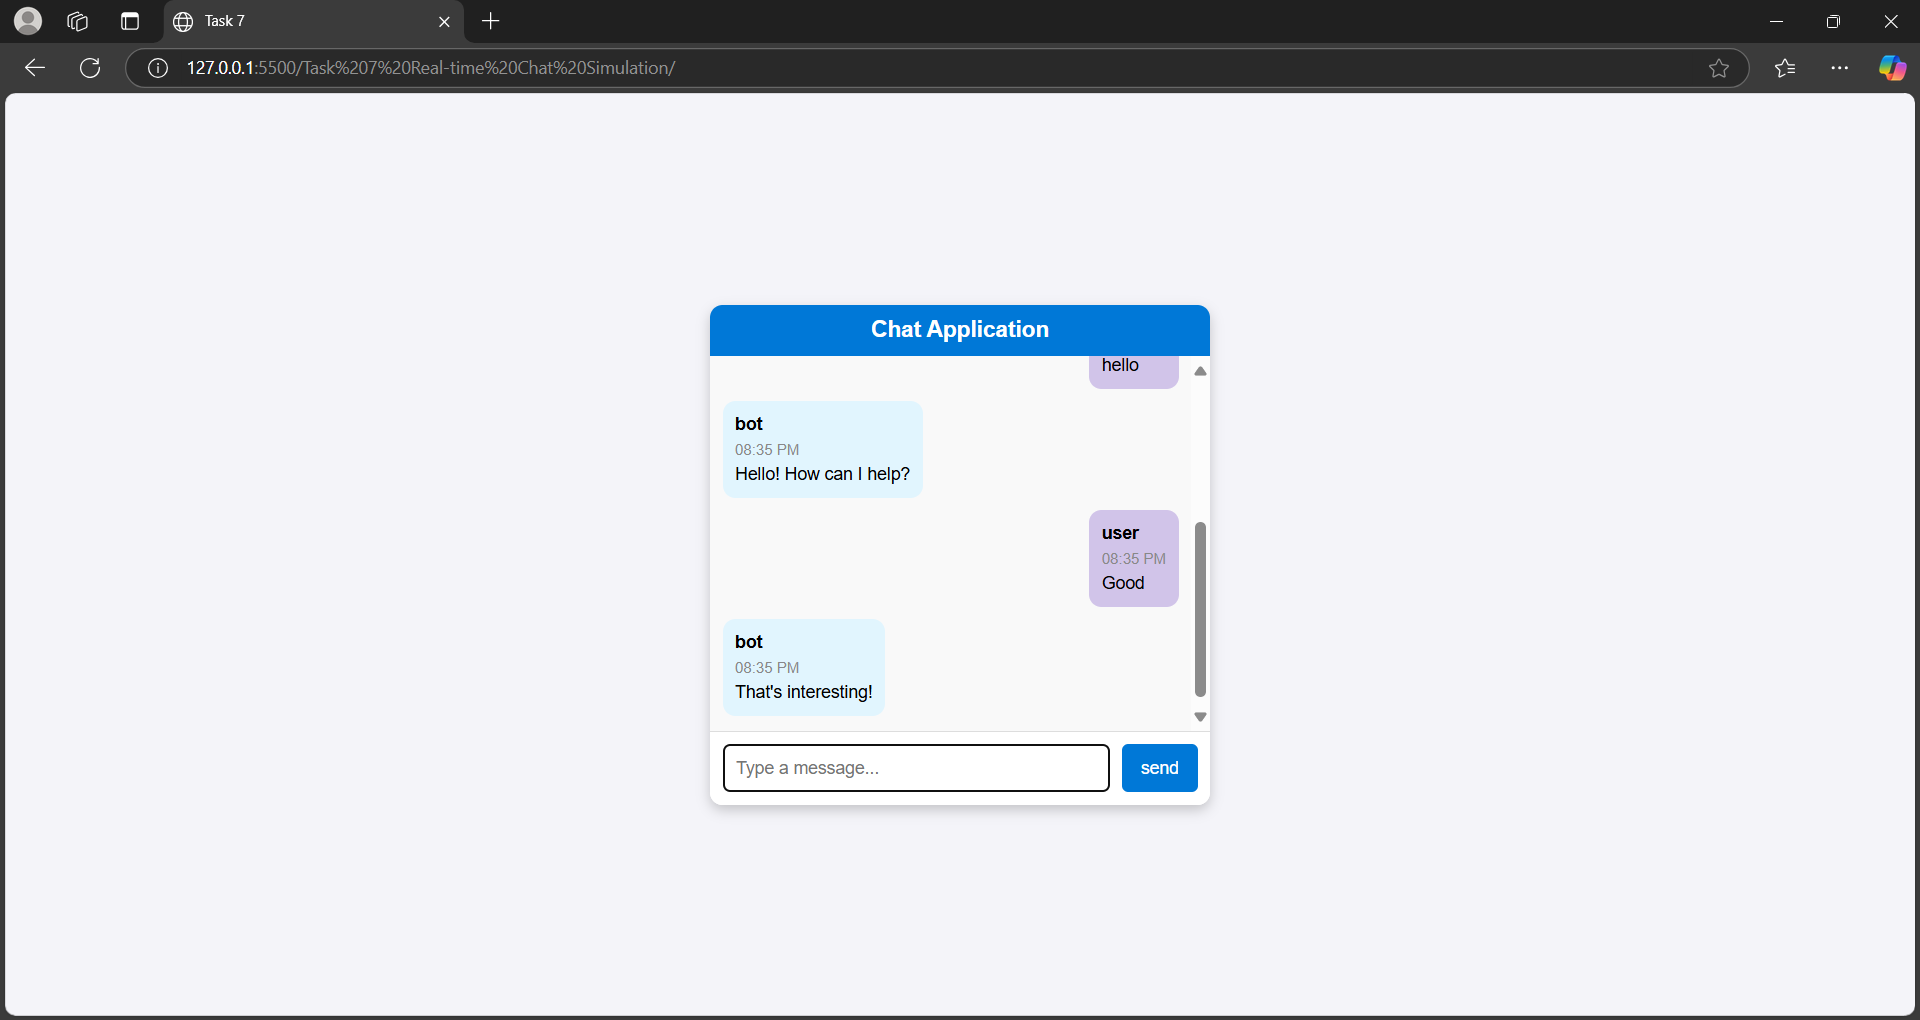 Task 7
127.0.0.1:5500/Task%207%20Real-time%20Chat%20Simulation/
Chat Application
hello
bot
08:35 PM
Hello! How can I help?
user
08:35 PM
Good
bot
08:35 PM
That's interesting!
Type a message...
send